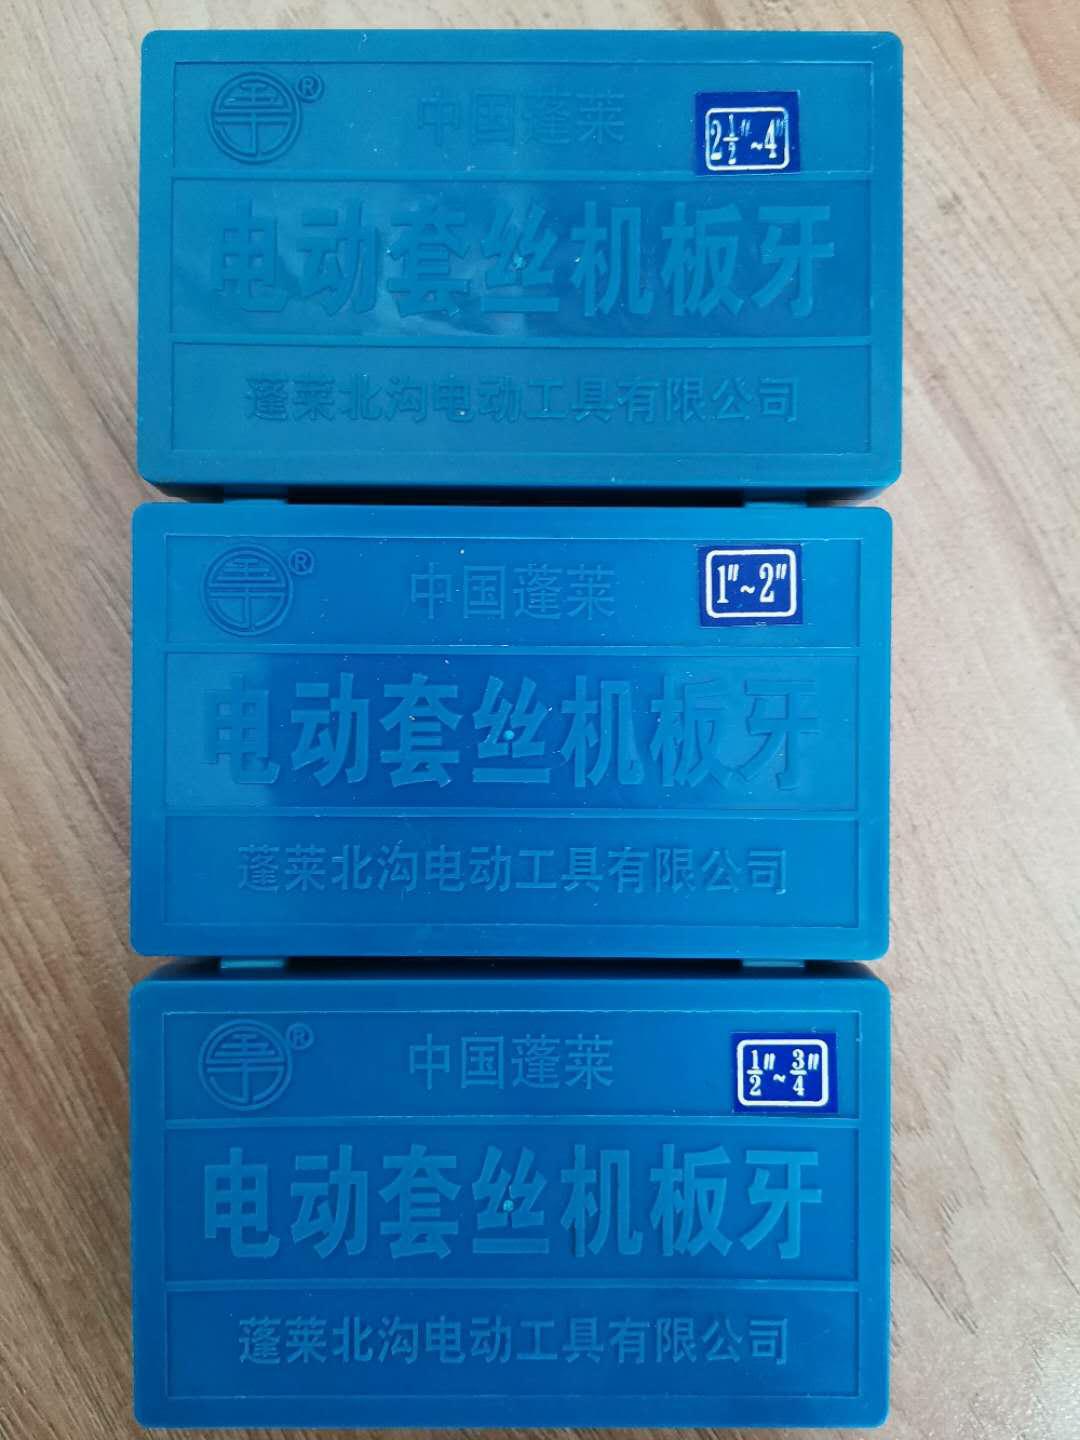 ® 中国蓬莱 2½"~4"
电动套丝机板牙
蓬莱北沟电动工具有限公司
® 中国蓬莱 1"~2"
电动套丝机板牙
蓬莱北沟电动工具有限公司
® 中国蓬莱 ½"~¾"
电动套丝机板牙
蓬莱北沟电动工具有限公司